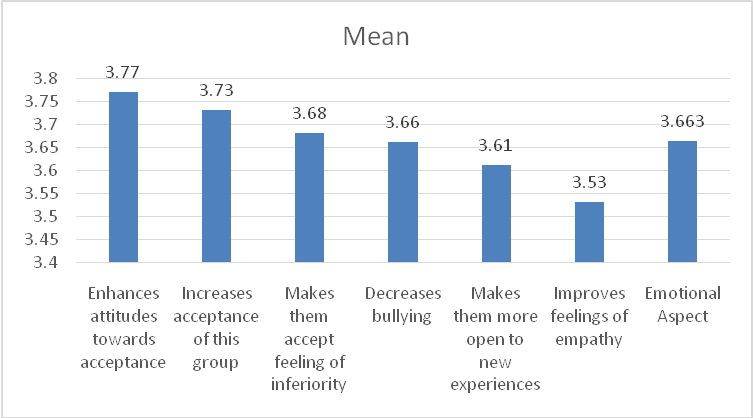 Mean
3.8
3.75
3.7
3.65
3.6
3.55
3.5
3.45
3.4
3.77
3.73
3.68
3.66
3.61
3.53
3.663
Enhances
attitudes
towards
acceptance
Increases
acceptance
of this
group
Makes
them
accept
feeling of
inferiority
Decreases
bullying
Makes
them more
open to
new
experiences
Improves
feelings of
empathy
Emotional
Aspect